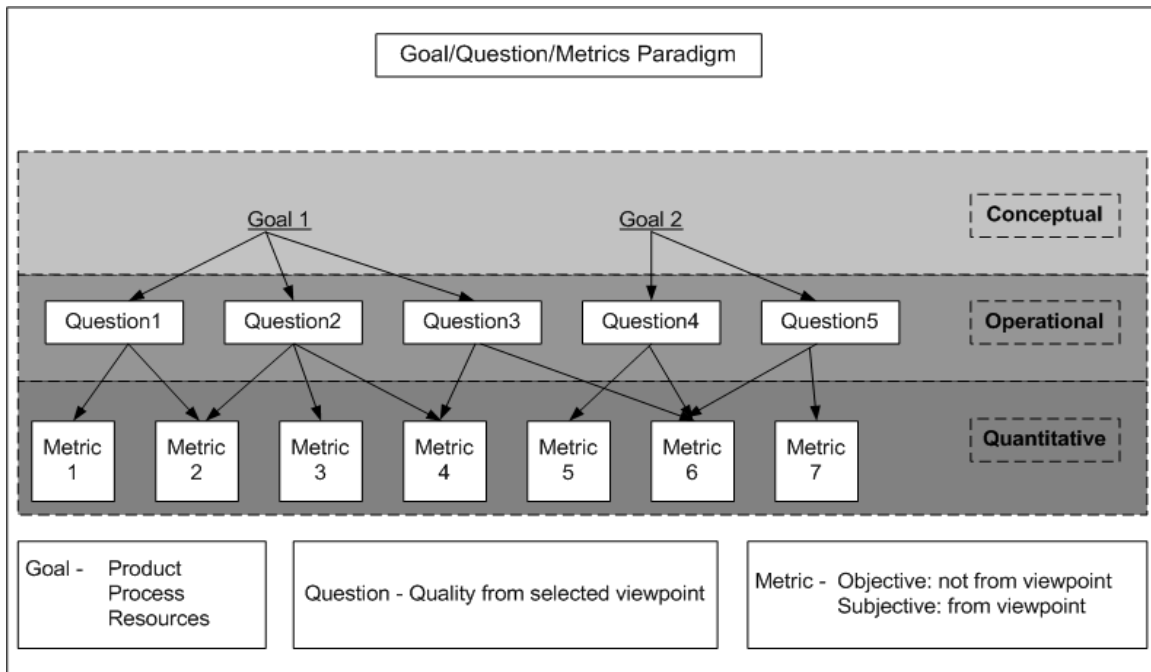 Goal/Question/Metrics Paradigm
Goal 1
Goal 2
Conceptual
Question1
Question2
Question3
Question4
Question5
Operational
Metric
1
Metric
2
Metric
3
Metric
4
Metric
5
Metric
6
Metric
7
Quantitative
Goal - Product
Process
Resources
Question - Quality from selected viewpoint
Metric - Objective: not from viewpoint
Subjective: from viewpoint